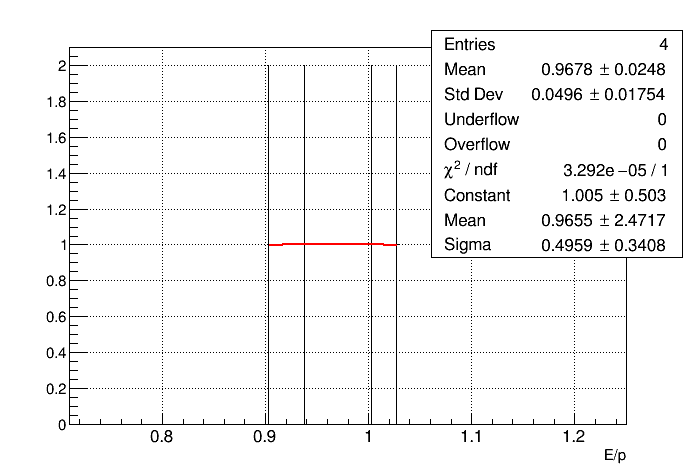 Entries 4
Mean 0.9678 ± 0.0248
Std Dev 0.0496 ± 0.01754
Underflow 0
Overflow 0
χ² / ndf 3.292e−05 / 1
Constant 1.005 ± 0.503
Mean 0.9655 ± 2.4717
Sigma 0.4959 ± 0.3408
2
1.8
1.6
1.4
1.2
1
0.8
0.6
0.4
0.2
0
0.8 0.9 1 1.1 1.2
E/p